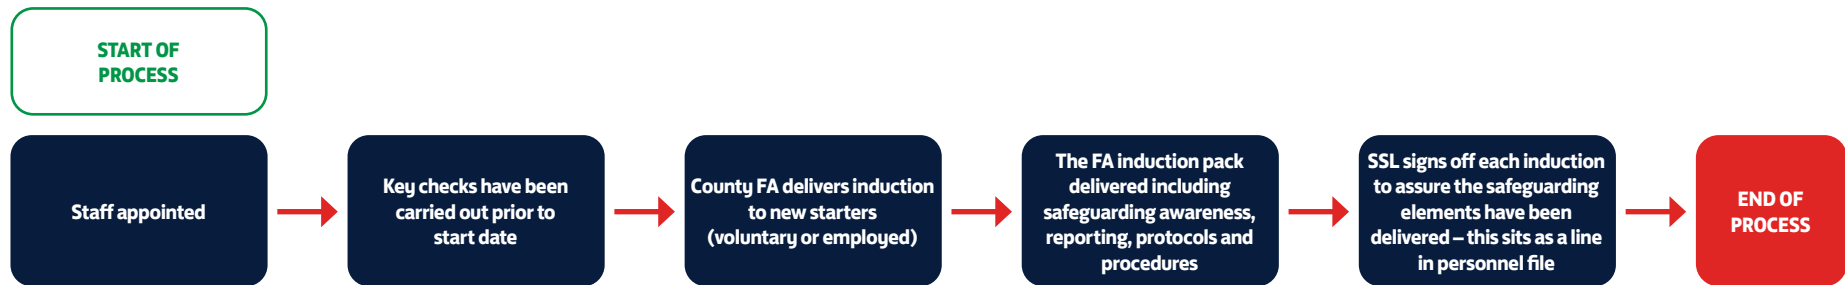 START OF
PROCESS
Staff appointed
Key checks have been
carried out prior to
start date
County FA delivers induction
to new starters
(voluntary or employed)
The FA induction pack
delivered including
safeguarding awareness,
reporting, protocols and
procedures
SSL signs off each induction
to assure the safeguarding
elements have been
delivered – this sits as a line
in personnel file
END OF
PROCESS